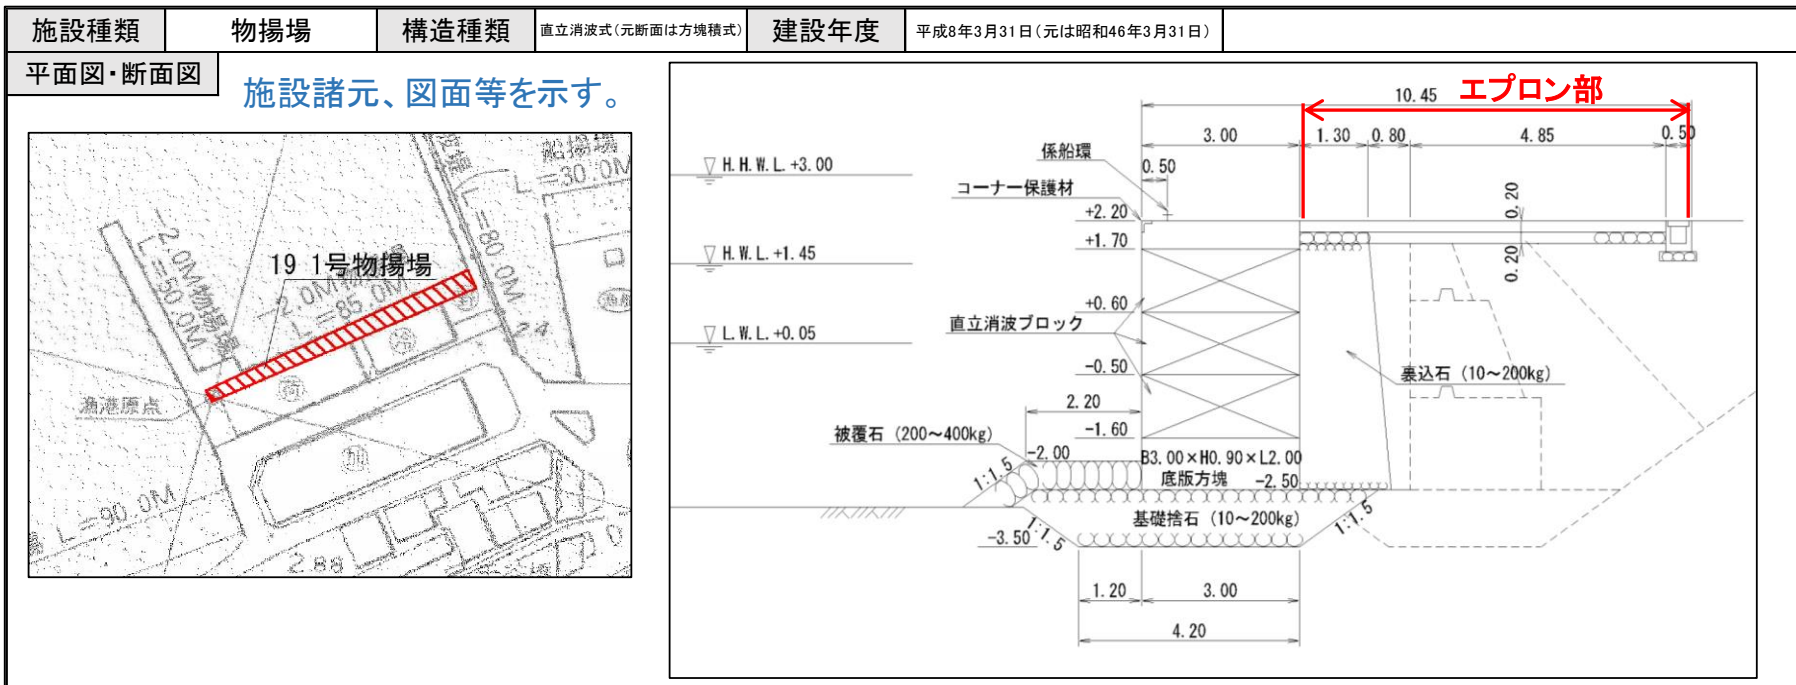 施設種類 物揚場 構造種類 直立消波式(元断面は方塊積式) 建設年度 平成8年3月31日(元は昭和46年3月31日)
平面図・断面図
施設諸元、図面等を示す。
船揚場
L=30.0M
L=80.0M
-2.0M物揚場
L=50.0M
19 1号物揚場
-2.0M
L=85.0M
24
漁港原点
L=90.0M
2.88
エプロン部
10.45
3.00 1.30 0.80 4.85 0.50
H.H.W.L.+3.00
係船環
0.50
コーナー保護材
+2.20
0.20
+1.70
H.W.L.+1.45
0.20
+0.60
直立消波ブロック
L.W.L.+0.05
-0.50
裏込石(10~200kg)
2.20
-1.60
被覆石(200~400kg)
-2.00
B3.00×H0.90×L2.00
底版方塊 -2.50
1:1.5
基礎捨石(10~200kg)
1:1.5
1:1.5
-3.50
1.20 3.00
4.20